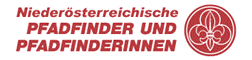 Niederösterreichische
PFADFINDER UND
PFADFINDERINNEN